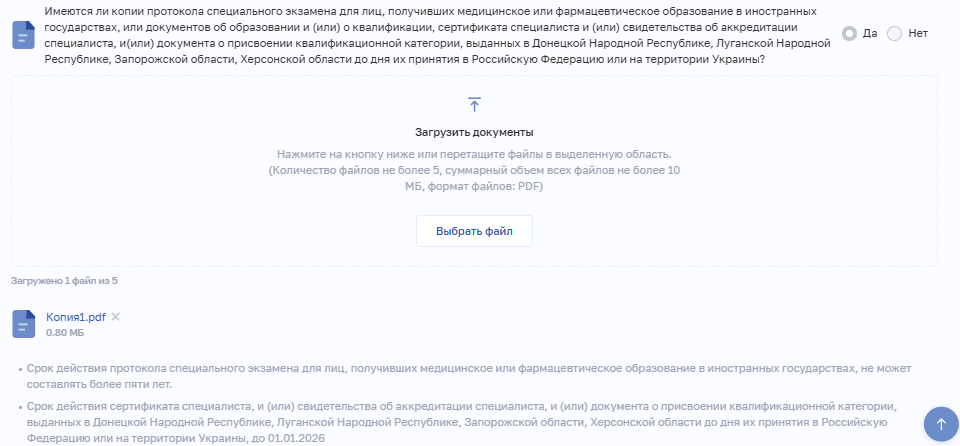 Имеются ли копии протокола специального экзамена для лиц, получивших медицинское или фармацевтическое образование в иностранных
государствах, или документов об образовании и (или) о квалификации, сертификата специалиста и (или) свидетельства об аккредитации
специалиста, и(или) документа о присвоении квалификационной категории, выданных в Донецкой Народной Республике, Луганской Народной
Республике, Запорожской области, Херсонской области до дня их принятия в Российскую Федерацию или на территории Украины?
Да Нет
Загрузить документы
Нажмите на кнопку ниже или перетащите файлы в выделенную область.
(Количество файлов не более 5, суммарный объем всех файлов не более 10
МБ, формат файлов: PDF)
Выбрать файл
Загружено 1 файл из 5
Копия1.pdf
0.80 МБ
• Срок действия протокола специального экзамена для лиц, получивших медицинское или фармацевтическое образование в иностранных государствах, не может
составлять более пяти лет.
• Срок действия сертификата специалиста, и (или) свидетельства об аккредитации специалиста, и (или) документа о присвоении квалификационной категории,
выданных в Донецкой Народной Республике, Луганской Народной Республике, Запорожской области, Херсонской области до дня их принятия в Российскую
Федерацию или на территории Украины, до 01.01.2026